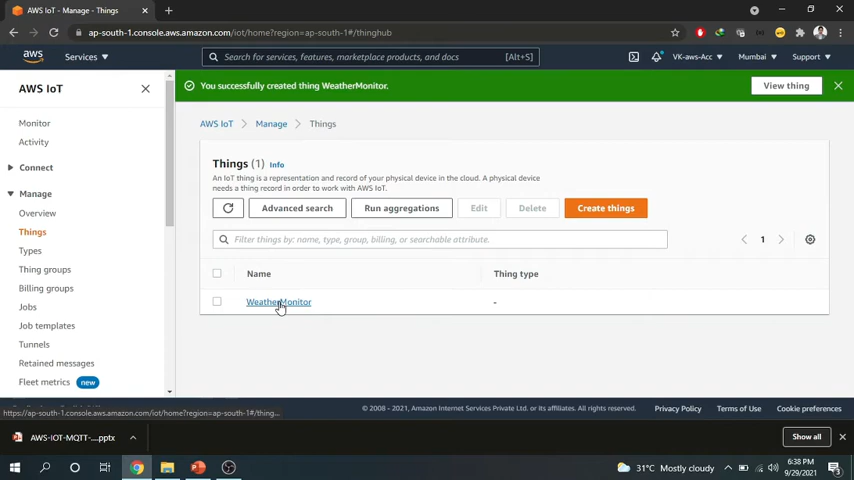 AWS IoT - Manage - Things
ap-south-1.console.aws.amazon.com/iot/home?region=ap-south-1#/thinghub
aws
Services
Search for services, features, marketplace products, and docs
[Alt+S]
VK-aws-Acc
Mumbai
Support
AWS IoT
You successfully created thing WeatherMonitor.
View thing
Monitor
Activity
Connect
Manage
Overview
Things
Types
Thing groups
Billing groups
Jobs
Job templates
Tunnels
Retained messages
Fleet metrics new
AWS IoT > Manage > Things
Things (1) Info
An IoT thing is a representation and record of your physical device in the cloud. A physical device
needs a thing record in order to work with AWS IoT.
Advanced search
Run aggregations
Edit
Delete
Create things
Filter things by: name, type, group, billing, or searchable attribute.
1
Name
Thing type
WeatherMonitor
-
https://ap-south-1.console.aws.amazon.com/iot/home?region=ap-south-1#/thing...
© 2008 - 2021, Amazon Internet Services Private Ltd. or its affiliates. All rights reserved.
Privacy Policy
Terms of Use
Cookie preferences
AWS-IOT-MQTT-....pptx
Show all
31°C Mostly cloudy
6:38 PM
9/29/2021
3